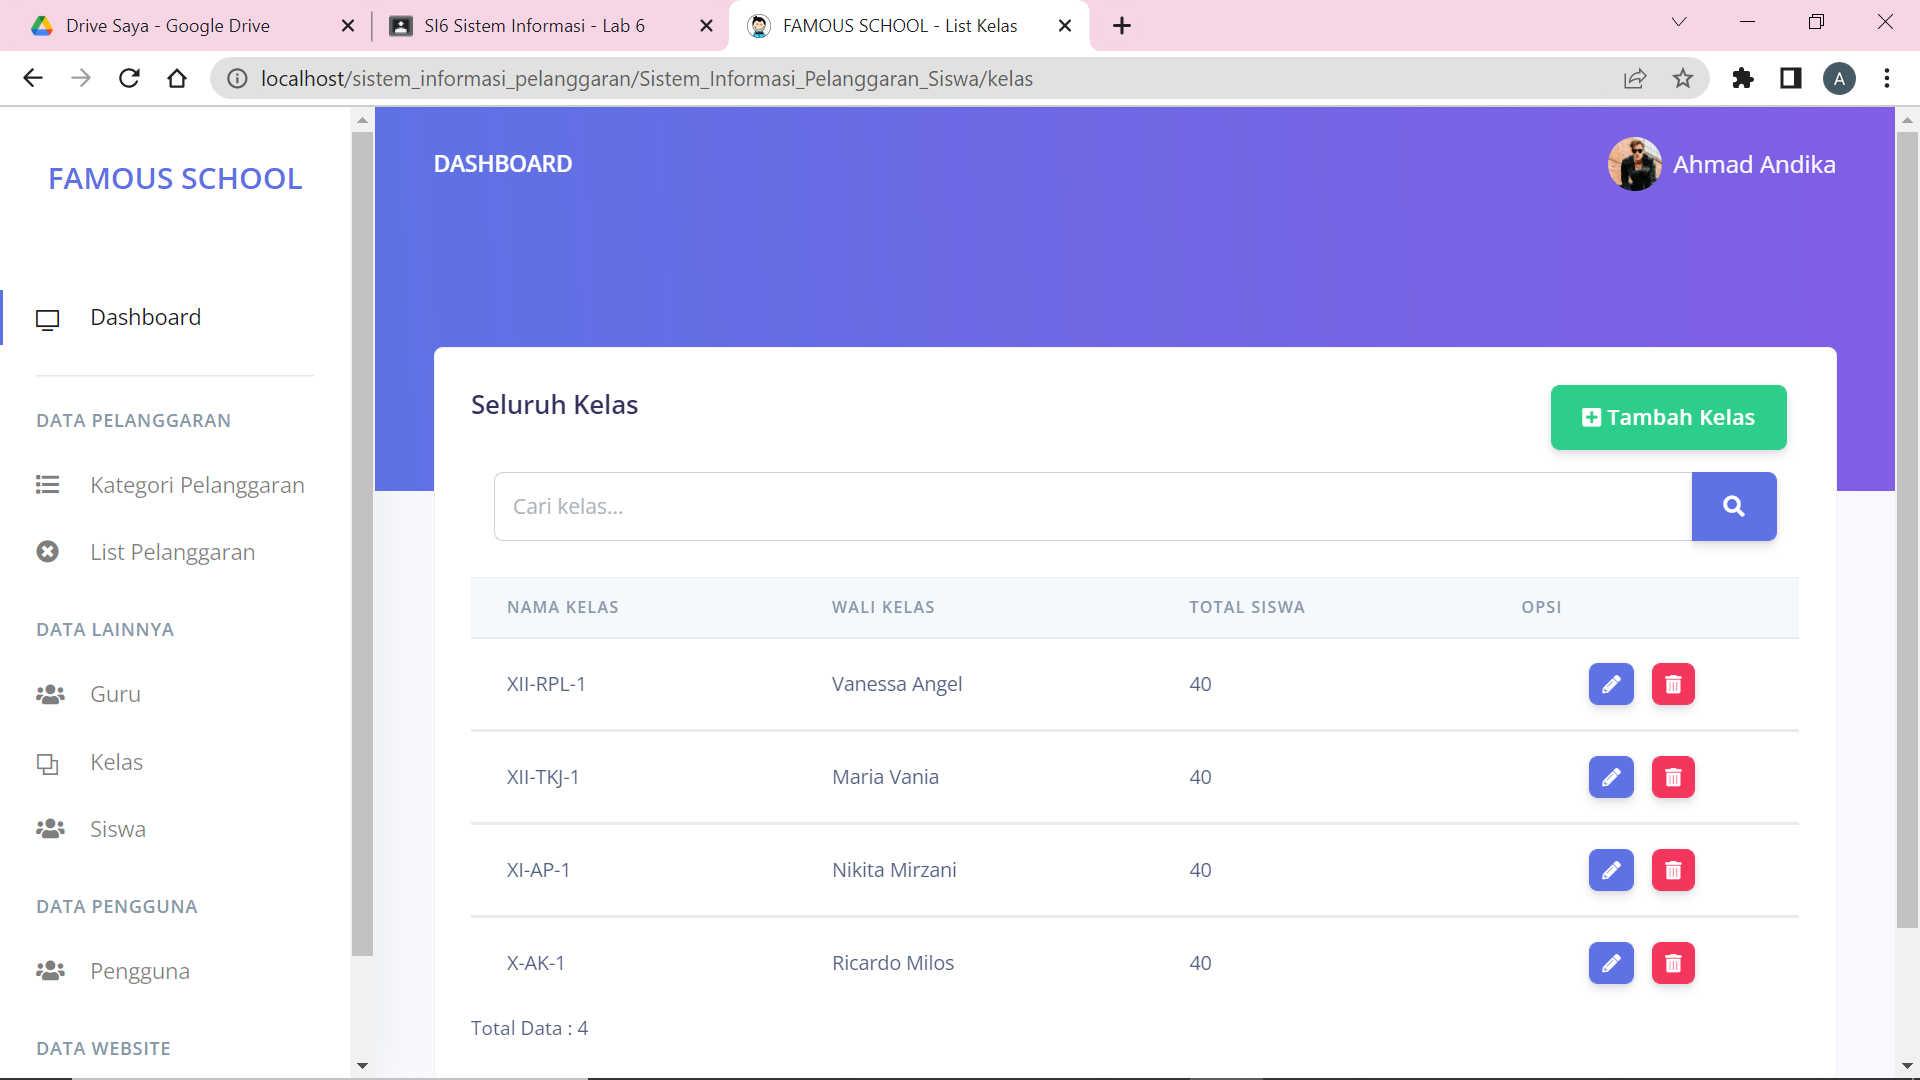 Drive Saya - Google Drive
SI6 Sistem Informasi - Lab 6
FAMOUS SCHOOL - List Kelas
localhost/sistem_informasi_pelanggaran/Sistem_Informasi_Pelanggaran_Siswa/kelas
A
FAMOUS SCHOOL
Dashboard
DATA PELANGGARAN
Kategori Pelanggaran
List Pelanggaran
DATA LAINNYA
Guru
Kelas
Siswa
DATA PENGGUNA
Pengguna
DATA WEBSITE
DASHBOARD
Ahmad Andika
Seluruh Kelas
Tambah Kelas
Cari kelas...
NAMA KELAS WALI KELAS TOTAL SISWA OPSI
XII-RPL-1 Vanessa Angel 40
XII-TKJ-1 Maria Vania 40
XI-AP-1 Nikita Mirzani 40
X-AK-1 Ricardo Milos 40
Total Data : 4